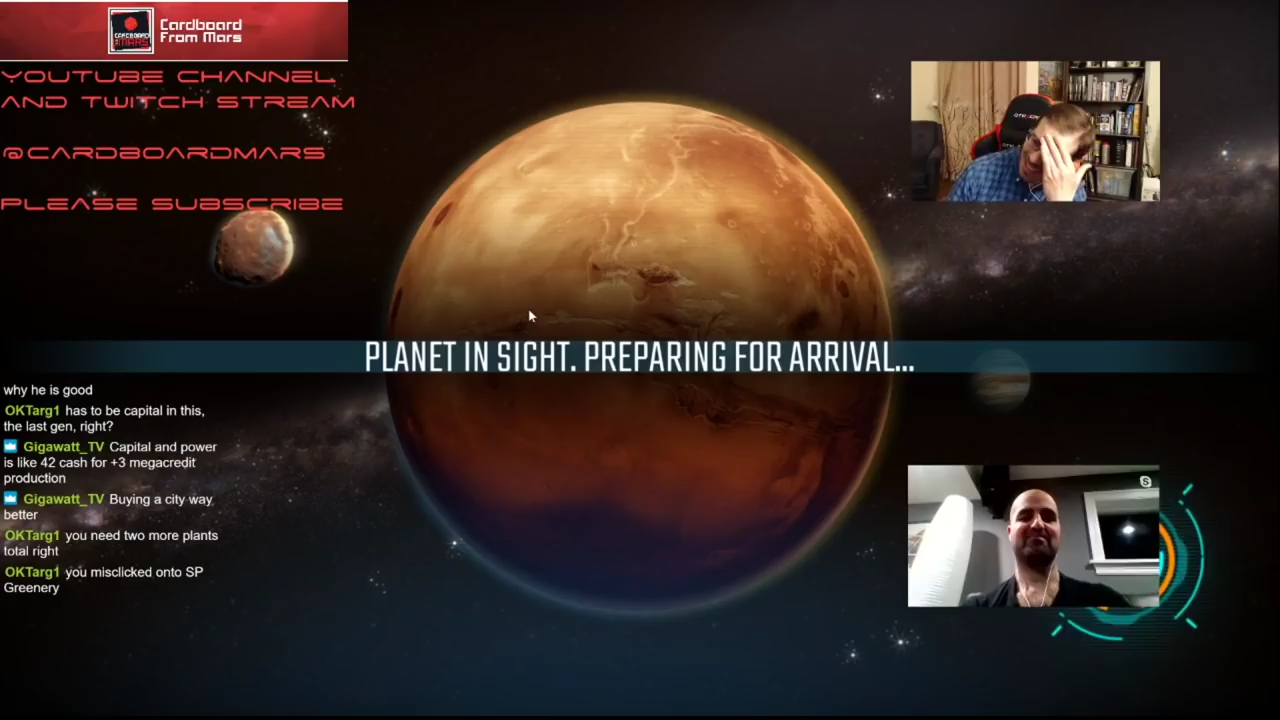 Cardboard
From Mars
CARDBOARD
MARS
YOUTUBE CHANNEL
AND TWITCH STREAM
@CARDBOARDMARS
PLEASE SUBSCRIBE
PLANET IN SIGHT. PREPARING FOR ARRIVAL...
why he is good
OKTarg1 has to be capital in this,
the last gen, right?
Gigawatt_TV Capital and power
is like 42 cash for +3 megacredit
production
Gigawatt_TV Buying a city way
better
OKTarg1 you need two more plants
total right
OKTarg1 you misclicked onto SP
Greenery
S